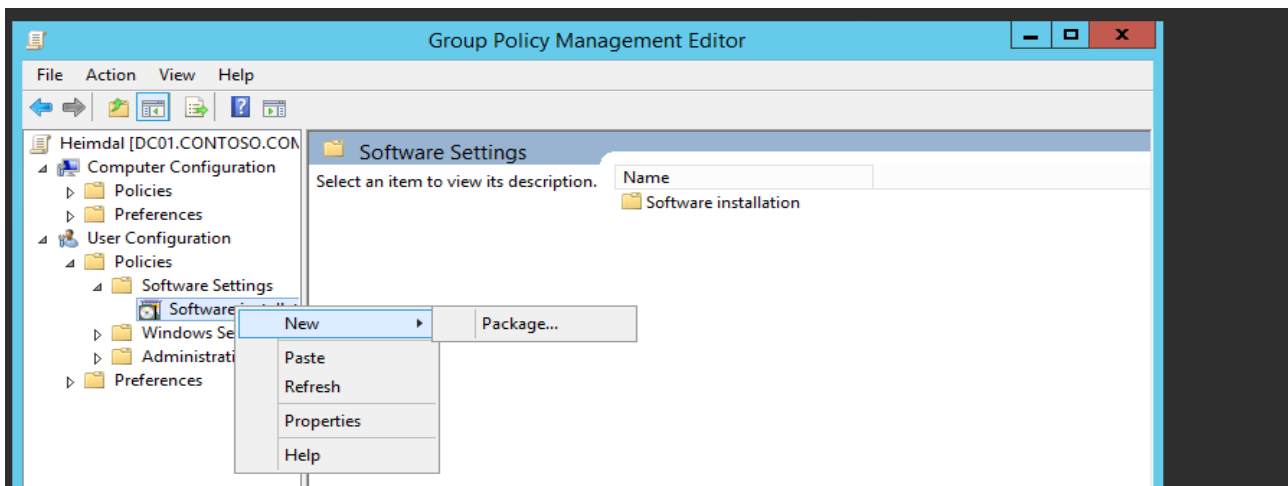 Group Policy Management Editor
File Action View Help
Heimdal [DC01.CONTOSO.CON
Computer Configuration
Policies
Preferences
User Configuration
Policies
Software Settings
Software
Windows Se
Administrati
Preferences
Software Settings
Select an item to view its description.
Name
Software installation
New
Package...
Paste
Refresh
Properties
Help